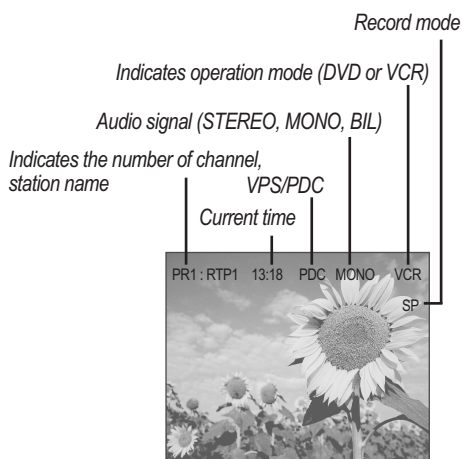 Record mode
Indicates operation mode (DVD or VCR)
Audio signal (STEREO, MONO, BIL)
Indicates the number of channel,
station name
VPS/PDC
Current time
PR1 : RTP1 13:18 PDC MONO VCR
SP